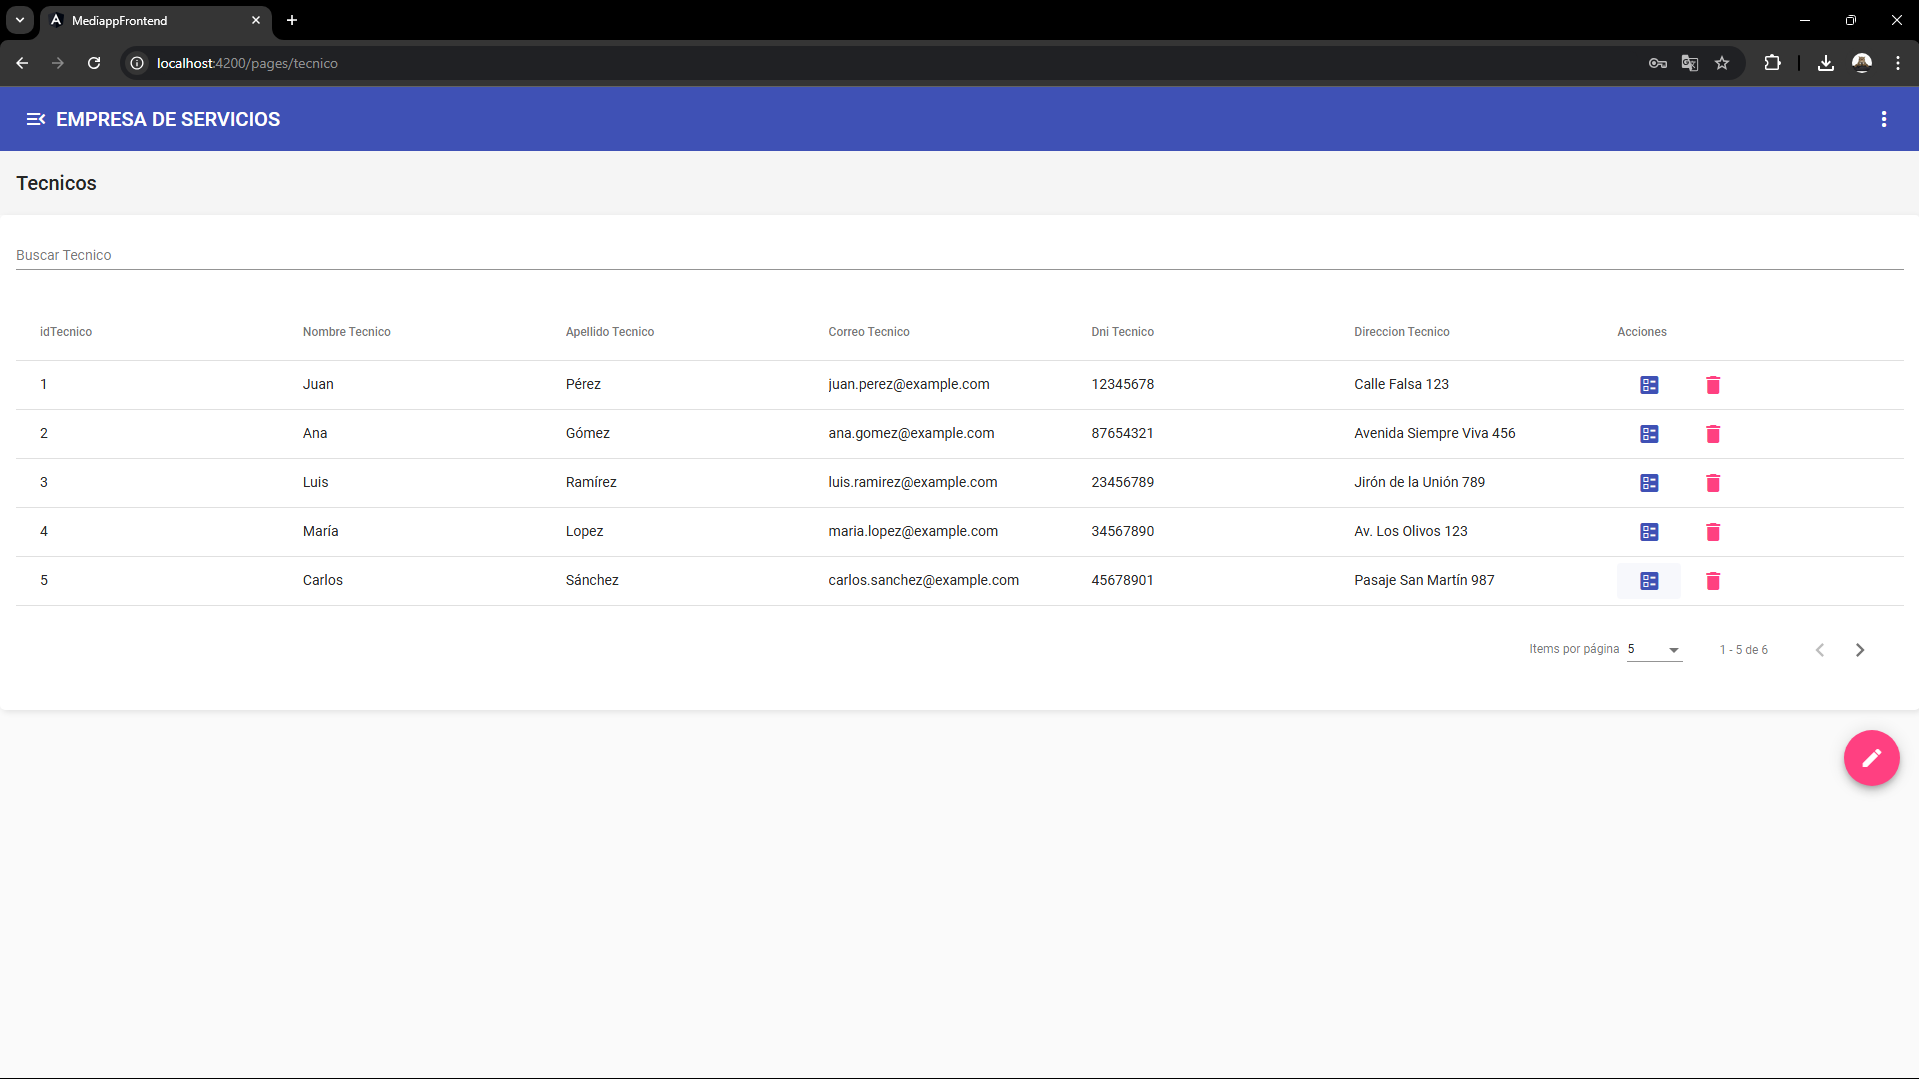 MediappFrontend
localhost:4200/pages/tecnico
EMPRESA DE SERVICIOS
Tecnicos
Buscar Tecnico
idTecnico Nombre Tecnico Apellido Tecnico Correo Tecnico Dni Tecnico Direccion Tecnico Acciones
1 Juan Pérez juan.perez@example.com 12345678 Calle Falsa 123
2 Ana Gómez ana.gomez@example.com 87654321 Avenida Siempre Viva 456
3 Luis Ramírez luis.ramirez@example.com 23456789 Jirón de la Unión 789
4 María Lopez maria.lopez@example.com 34567890 Av. Los Olivos 123
5 Carlos Sánchez carlos.sanchez@example.com 45678901 Pasaje San Martín 987
Items por página 5 1 - 5 de 6